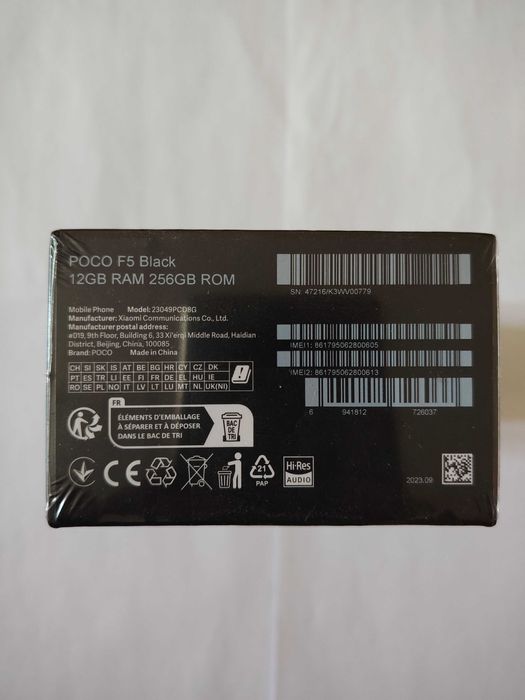 POCO F5 Black
12GB RAM 256GB ROM
SN: 47216/K3WV00779
Mobile Phone Model: 23049PCD8G
Manufacturer: Xiaomi Communications Co., Ltd.
Manufacturer postal address:
#019, 9th Floor, Building 6, 33 Xi'erqi Middle Road, Haidian
District, Beijing, China, 100085
Brand: POCO Made in China
IMEI1: 861795062800605
IMEI2: 861795062800613
6 941812 726037
CH SI SK IS AT BE BG HR CY CZ DK
PT ES TR LI EE FI FR DE EL HU IE
RO SE PL NO IT LV LT LU MT NL UK(NI)
FR
ÉLÉMENTS D'EMBALLAGE
À SÉPARER ET À DÉPOSER
DANS LE BAC DE TRI
BAC
DE
TRI
CE
21
PAP
Hi-Res
AUDIO
2023.09